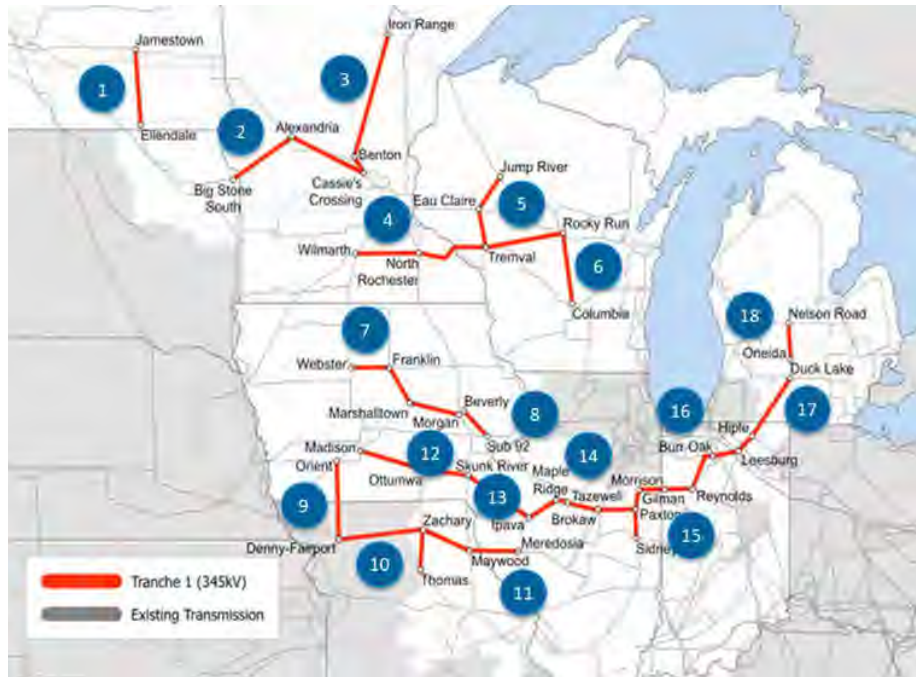 Iron Range
Jamestown
3
1
2
Alexandria
Ellendale
Benton
Cassie's
Crossing
Jump River
Big Stone
South
Eau Claire
5
4
Rocky Run
Wilmarth
North
Rochester
Tremval
6
Columbia
18
Nelson Road
7
Oneida
Webster
Franklin
Duck Lake
Beverly
8
16
17
Marshalltown
Morgan
Hiple
Sub 92
Burr-Oak
Madison
12
14
Leesburg
Orient
Skunk River
Maple
Ridge
Ottumwa
Morrison
13
Tazewell
Gilman
Reynolds
9
Ipava
Brokaw
Paxton
15
Zachary
Sidney
Denny-Fairport
Meredosia
10
Maywood
Thomas
11
Tranche 1 (345kV)
Existing Transmission